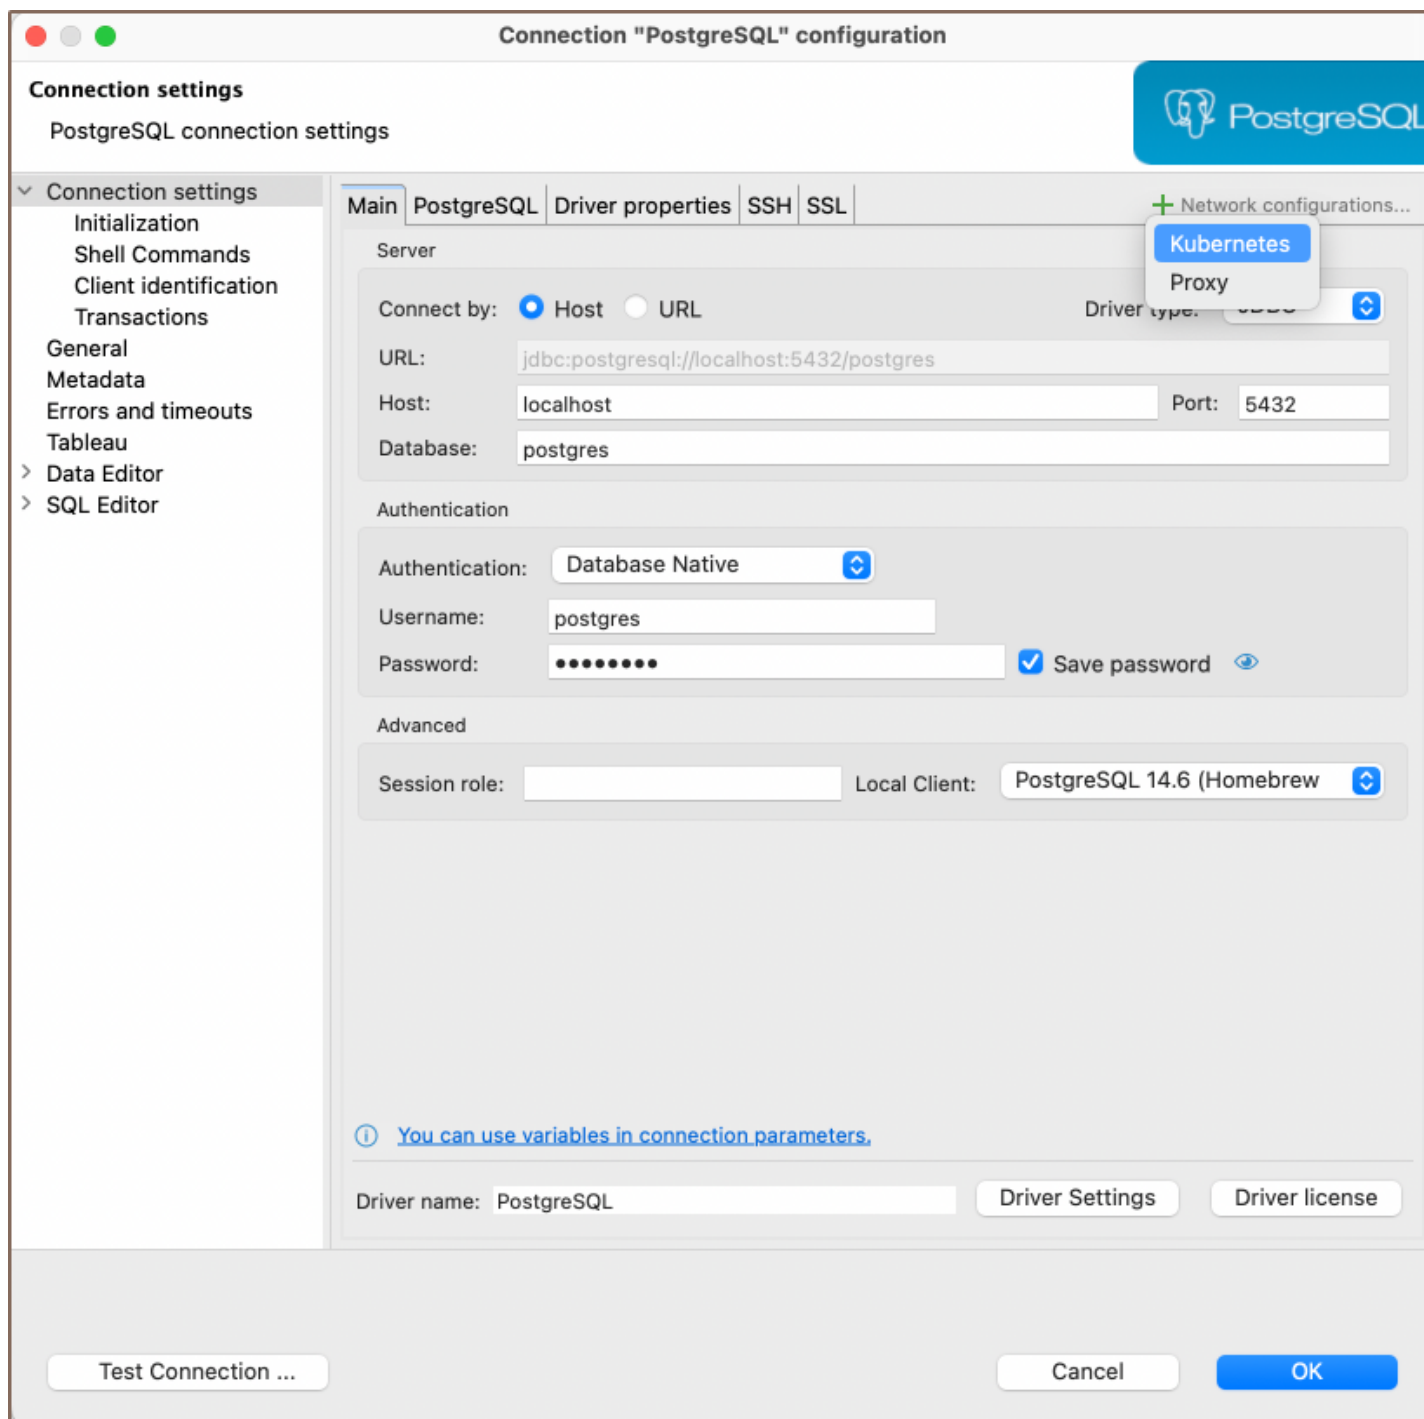 Connection "PostgreSQL" configuration
Connection settings
PostgreSQL connection settings
PostgreSQL
Connection settings
Initialization
Shell Commands
Client identification
Transactions
General
Metadata
Errors and timeouts
Tableau
Data Editor
SQL Editor
Main PostgreSQL Driver properties SSH SSL
Network configurations...
Kubernetes
Proxy
Server
Connect by: Host URL Driver type: JDBC
URL: jdbc:postgresql://localhost:5432/postgres
Host: localhost Port: 5432
Database: postgres
Authentication
Authentication: Database Native
Username: postgres
Password: ●●●●●●●● Save password
Advanced
Session role: Local Client: PostgreSQL 14.6 (Homebrew
You can use variables in connection parameters.
Driver name: PostgreSQL Driver Settings Driver license
Test Connection ... Cancel OK